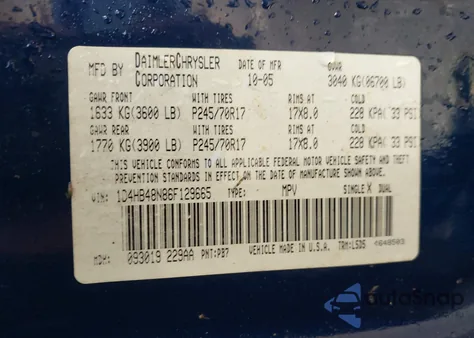 MFD BY DAIMLERCHRYSLER CORPORATION DATE OF MFR 10-05 GVWR 3040 KG(06700 LB)
GAWR FRONT WITH TIRES RIMS AT COLD
1633 KG(3600 LB) P245/70R17 17X8.0 228 KPA( 33 PSI
GAWR REAR WITH TIRES RIMS AT COLD
1770 KG(3900 LB) P245/70R17 17X8.0 228 KPA( 33 PSI
THIS VEHICLE CONFORMS TO ALL APPLICABLE FEDERAL MOTOR VEHICLE SAFETY AND THEFT
PREVENTION STANDARDS IN EFFECT ON THE DATE OF MANUFACTURE SHOWN ABOVE.
VIN: 1D4HB48N86F129665 TYPE: MPV SINGLE X DUAL
MDH: 093019 229AA PNT:PB7 VEHICLE MADE IN U.S.A. TRM:L5D5
autoSnap